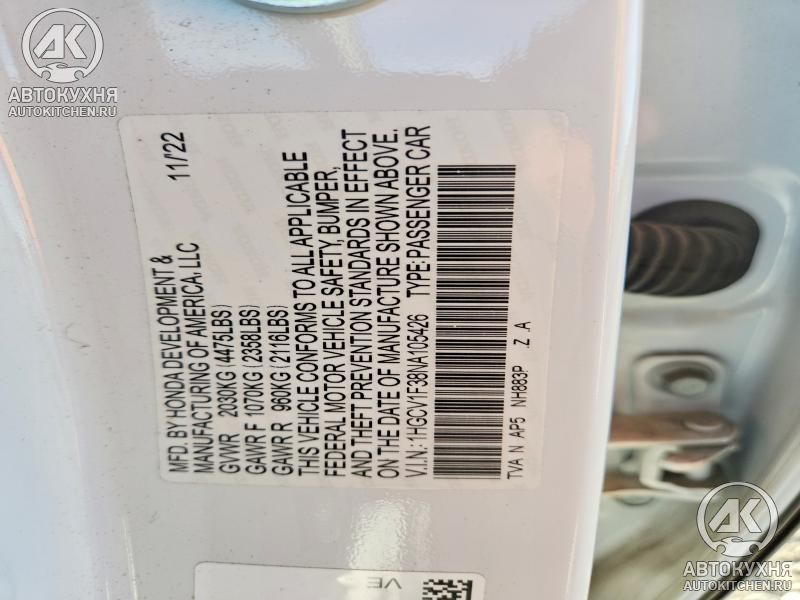 АВТОКУХНЯ
AUTOKITCHEN.RU
MFD. BY HONDA DEVELOPMENT & 11/'22
MANUFACTURING OF AMERICA, LLC
GVWR 2030KG (4475LBS)
GAWR F 1070KG (2358LBS)
GAWR R 960KG (2116LBS)
THIS VEHICLE CONFORMS TO ALL APPLICABLE
FEDERAL MOTOR VEHICLE SAFETY, BUMPER,
AND THEFT PREVENTION STANDARDS IN EFFECT
ON THE DATE OF MANUFACTURE SHOWN ABOVE.
V.I.N.: 1HGCV1F38NA105426 TYPE: PASSENGER CAR
TVA N AP5 NH883P .Z .A
VE
АВТОКУХНЯ
AUTOKITCHEN.RU